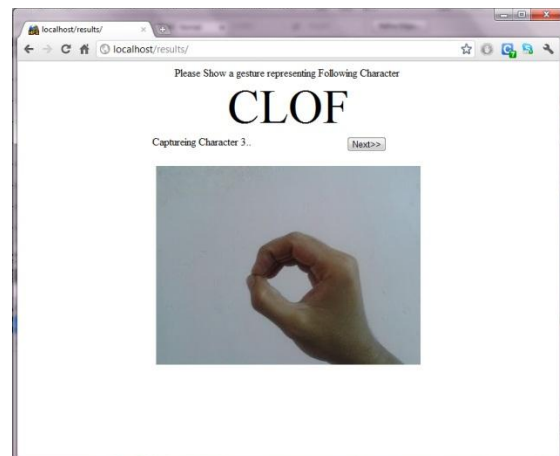 localhost/results/
localhost/results/
Please Show a gesture representing Following Character
CLOF
Captureing Character 3..
Next>>